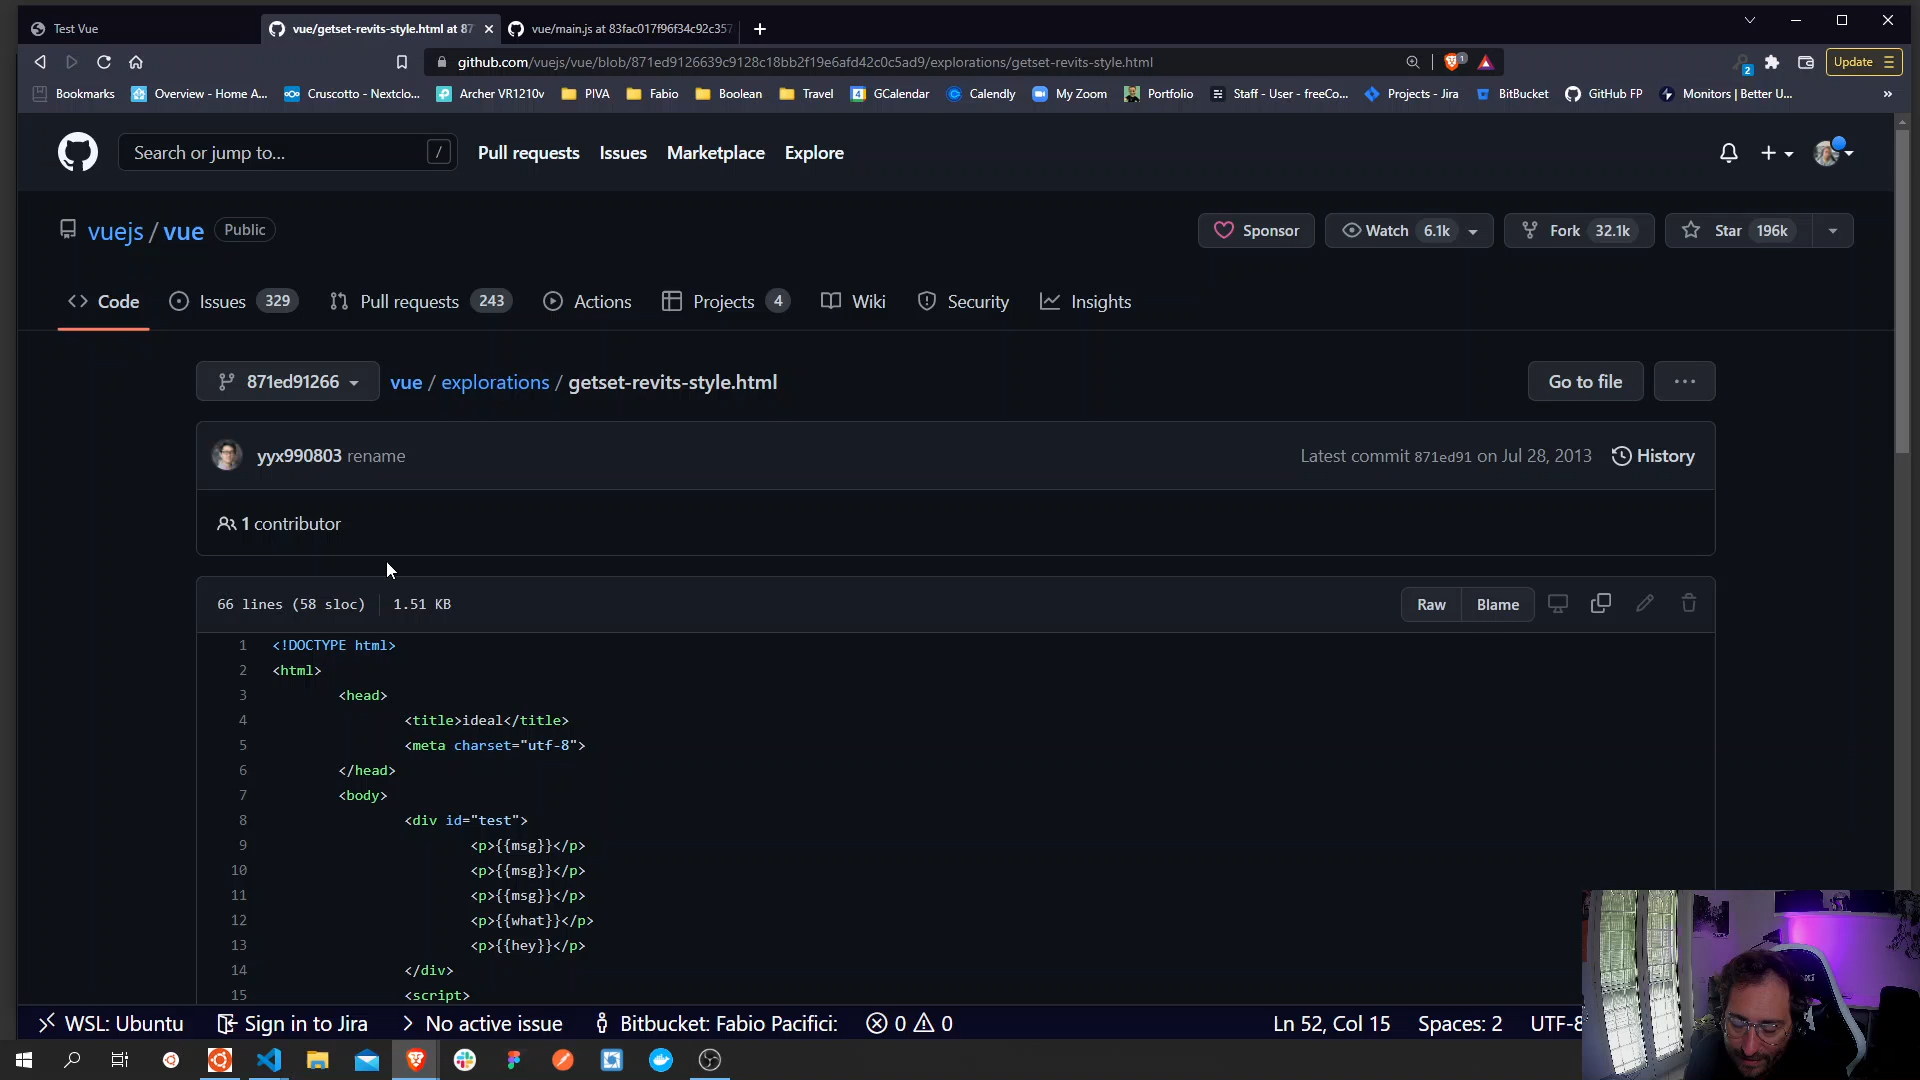 Test Vue
vue/getset-revits-style.html at 87
vue/main.js at 83fac017f96f34c92c357
github.com/vuejs/vue/blob/871ed9126639c9128c18bb2f19e6afd42c0c5ad9/explorations/getset-revits-style.html
1
2
Update
Bookmarks
Overview - Home A...
Cruscotto - Nextclo...
Archer VR1210v
PIVA
Fabio
Boolean
Travel
GCalendar
Calendly
My Zoom
Portfolio
Staff - User - freeCo...
Projects - Jira
BitBucket
GitHub FP
Monitors | Better U...
»
Search or jump to...
/
Pull requests
Issues
Marketplace
Explore
vuejs / vue
Public
Sponsor
Watch 6.1k
Fork 32.1k
Star 196k
Code
Issues 329
Pull requests 243
Actions
Projects 4
Wiki
Security
Insights
871ed91266
vue / explorations / getset-revits-style.html
Go to file
...
yyx990803 rename
Latest commit 871ed91 on Jul 28, 2013
History
1 contributor
66 lines (58 sloc)
1.51 KB
Raw
Blame
1 <!DOCTYPE html>
2 <html>
3 <head>
4 <title>ideal</title>
5 <meta charset="utf-8">
6 </head>
7 <body>
8 <div id="test">
9 <p>{{msg}}</p>
10 <p>{{msg}}</p>
11 <p>{{msg}}</p>
12 <p>{{what}}</p>
13 <p>{{hey}}</p>
14 </div>
15 <script>
WSL: Ubuntu
Sign in to Jira
No active issue
Bitbucket: Fabio Pacifici:
0
0
Ln 52, Col 15
Spaces: 2
UTF-8